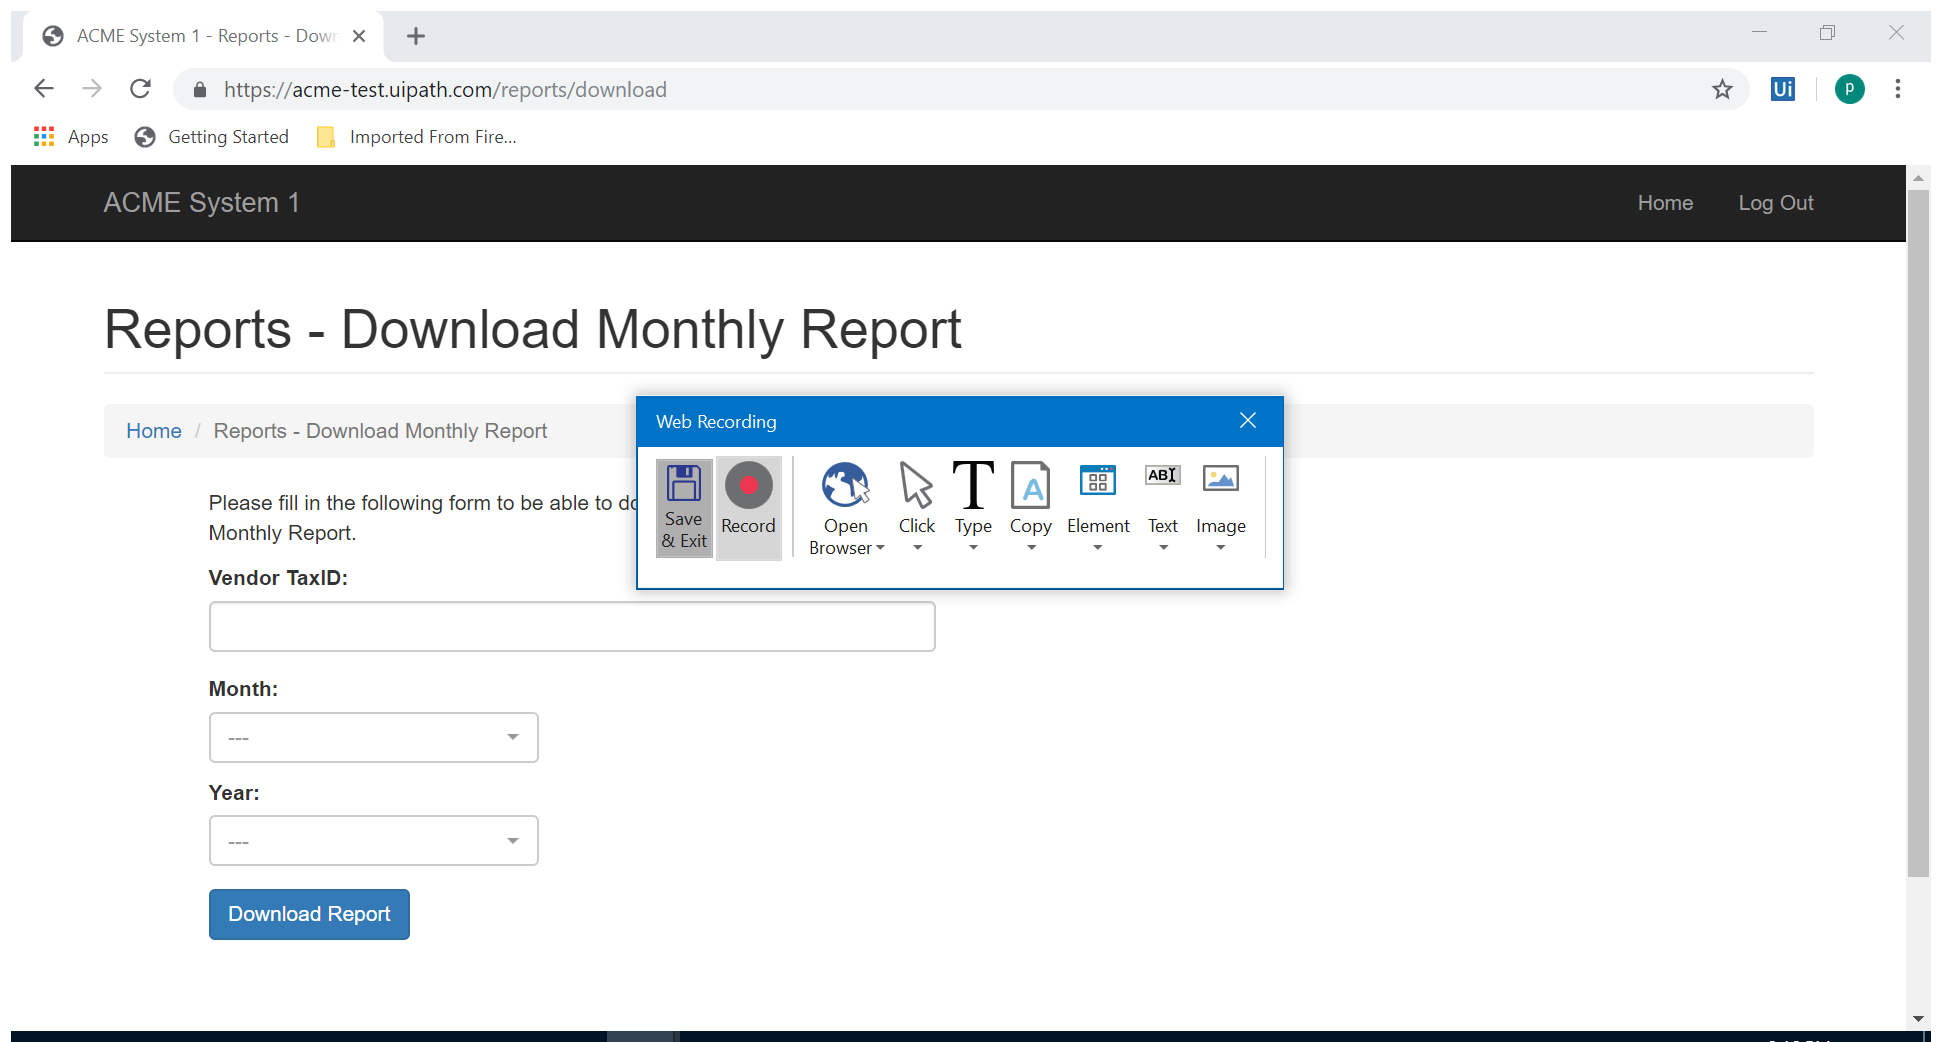 ACME System 1 - Reports - Dow
https://acme-test.uipath.com/reports/download
Ui
P
Apps
Getting Started
Imported From Fire...
ACME System 1
Home
Log Out
Reports - Download Monthly Report
Home / Reports - Download Monthly Report
Web Recording
Save
& Exit
Record
Open
Browser
Click
T
Type
A
Copy
Element
AB
Text
Image
Please fill in the following form to be able to
Monthly Report.
Vendor TaxID:
Month:
---
Year:
---
Download Report